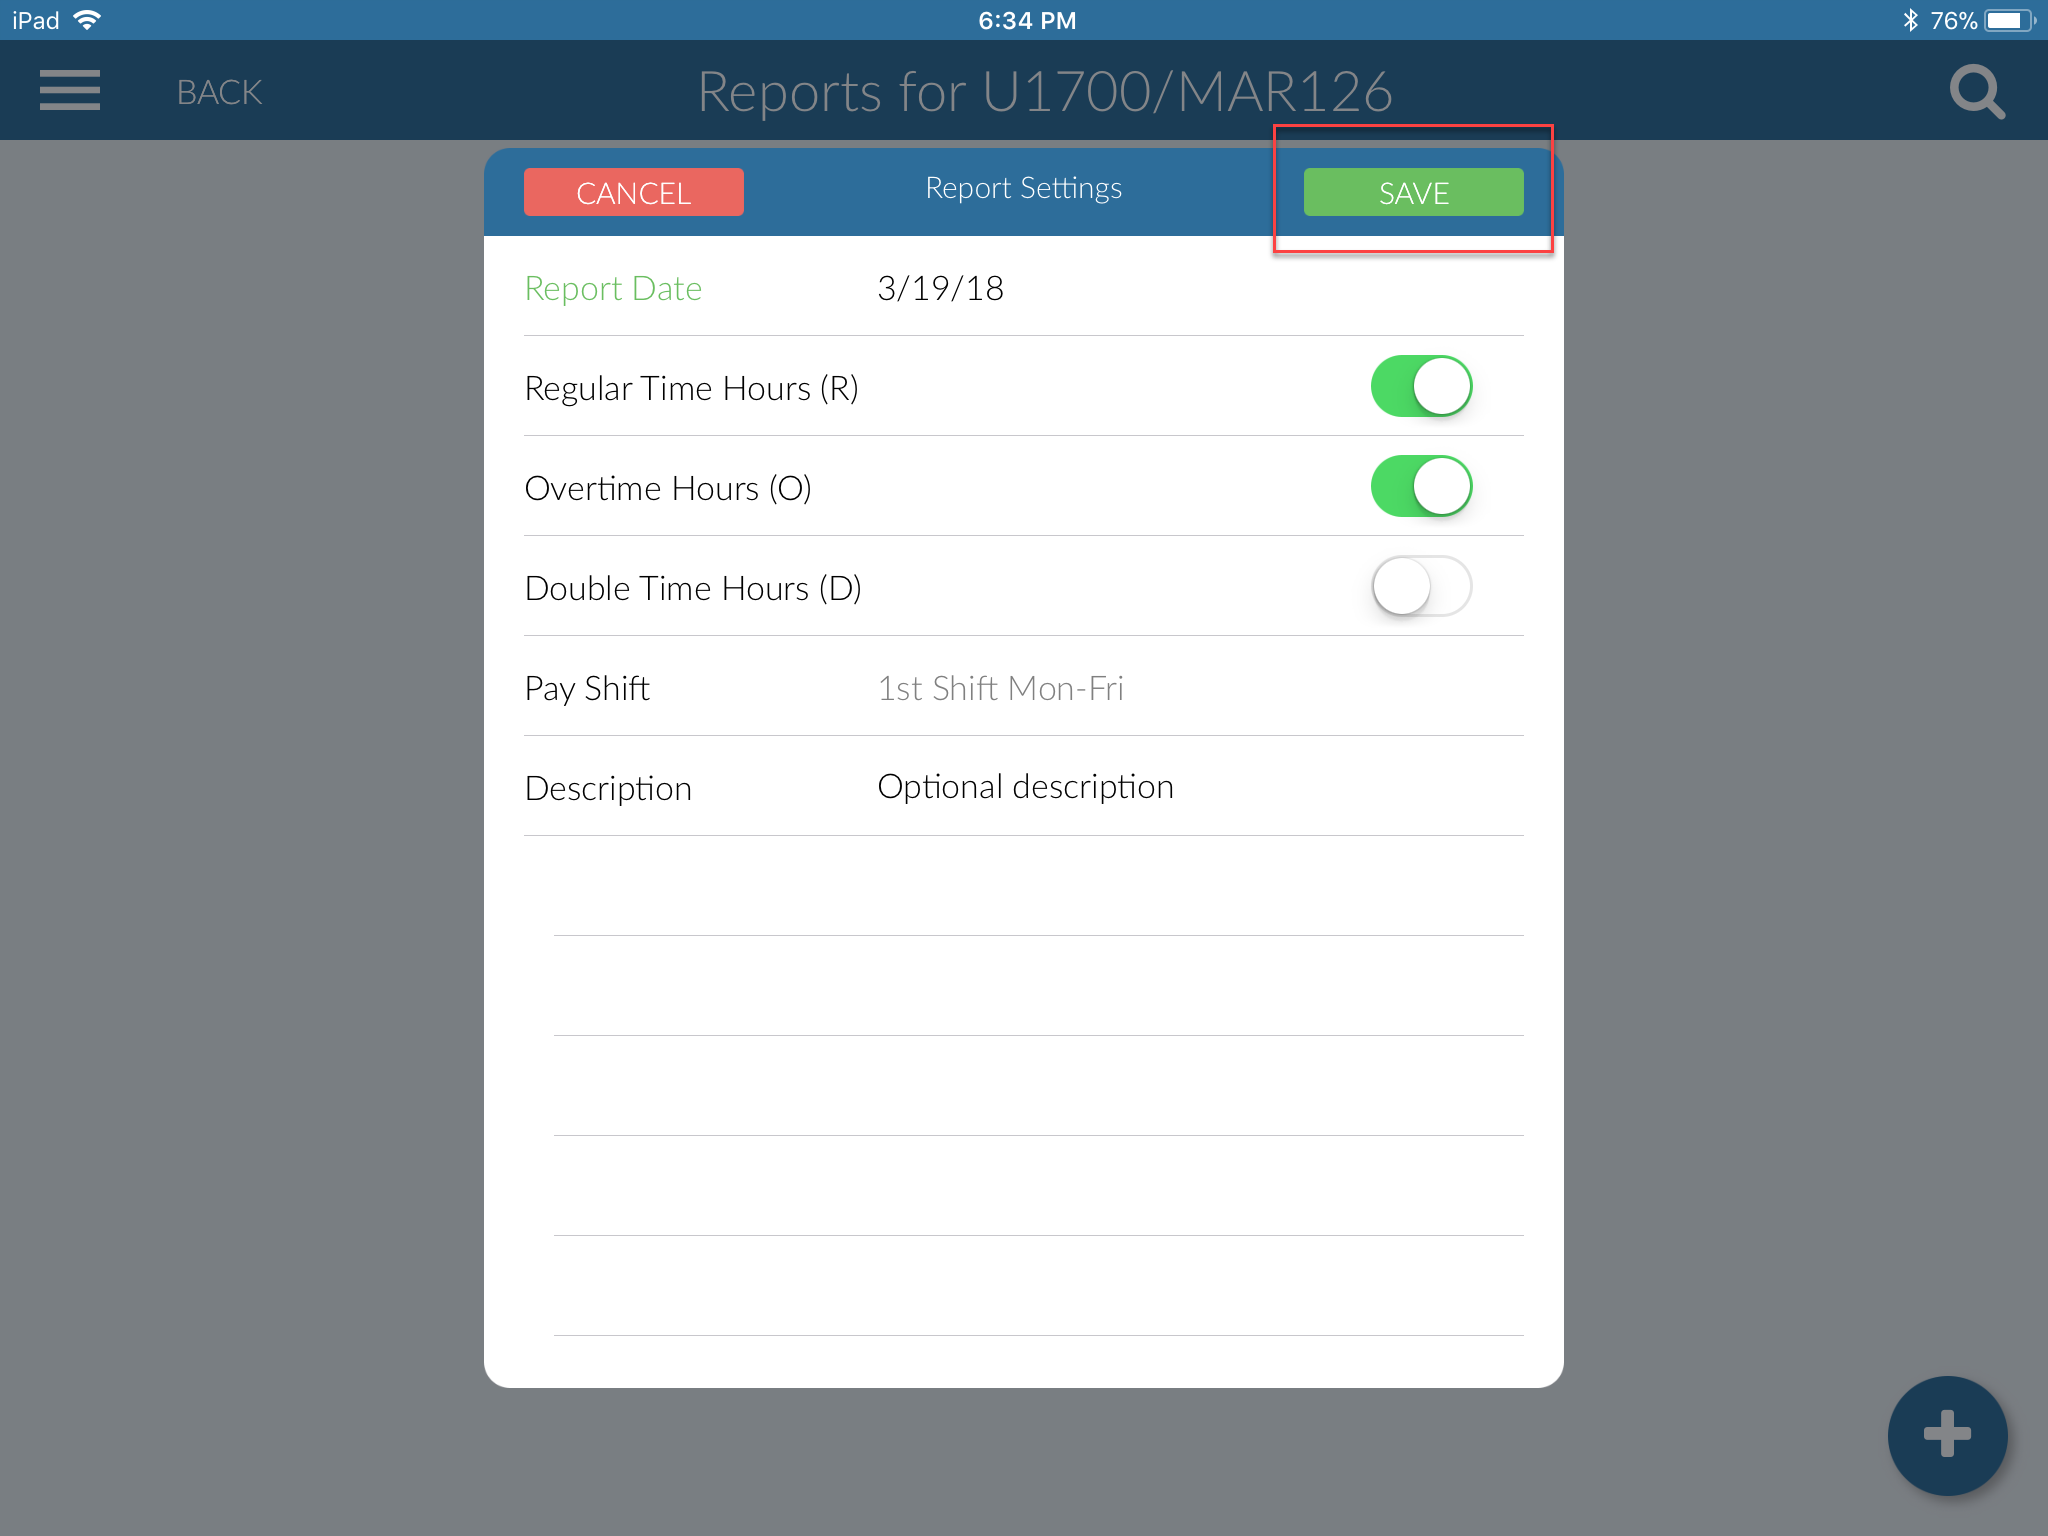 iPad 6:34 PM 76%
BACK Reports for U1700/MAR126
CANCEL Report Settings SAVE
Report Date 3/19/18
Regular Time Hours (R)
Overtime Hours (O)
Double Time Hours (D)
Pay Shift 1st Shift Mon-Fri
Description Optional description